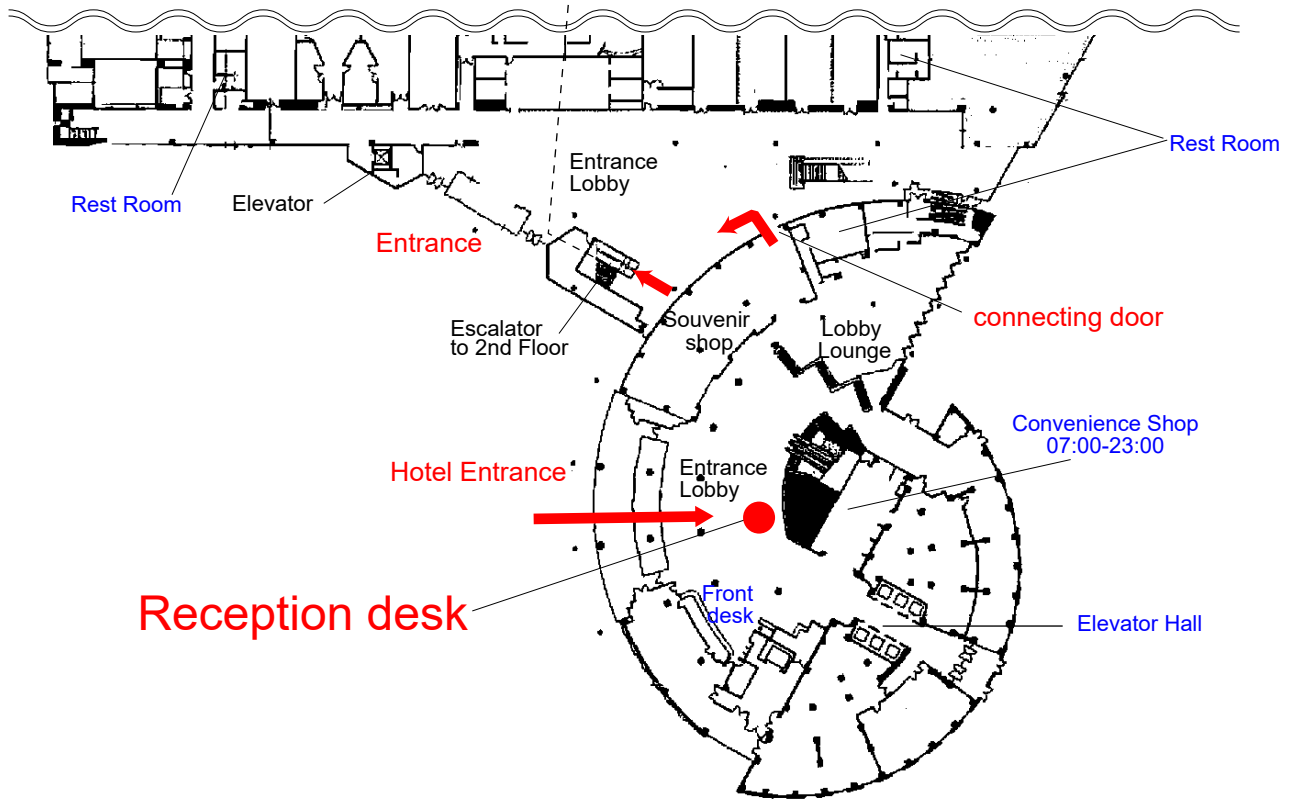 Entrance
Lobby
Rest Room
Rest Room
Elevator
Entrance
Escalator
to 2nd Floor
Souvenir
shop
Lobby
Lounge
connecting door
Convenience Shop
07:00-23:00
Hotel Entrance
Entrance
Lobby
Reception desk
Front
desk
Elevator Hall